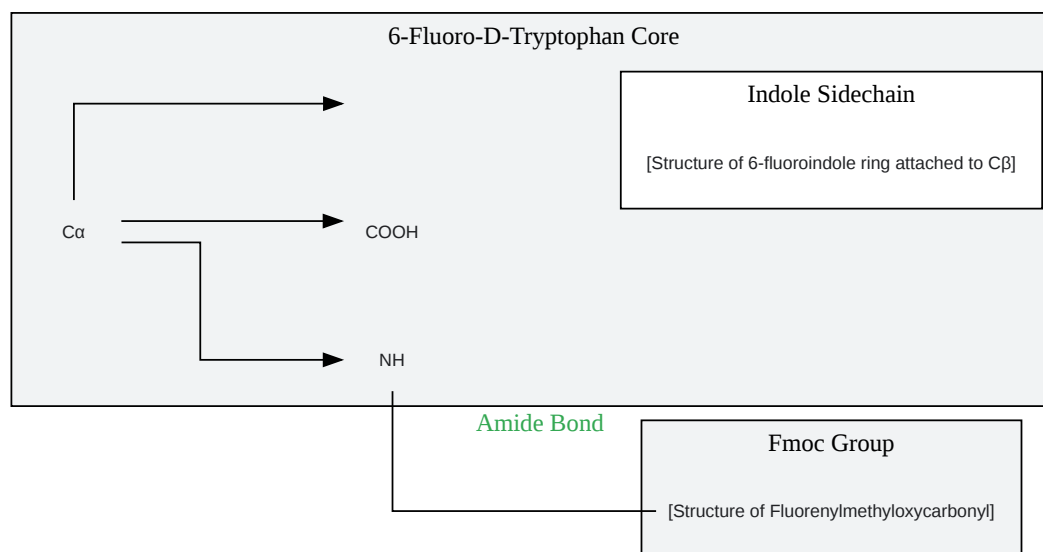 6-Fluoro-D-Tryptophan Core
Indole Sidechain
[Structure of 6-fluoroindole ring attached to Cβ]
Cα
COOH
NH
Amide Bond
Fmoc Group
[Structure of Fluorenylmethyloxycarbonyl]